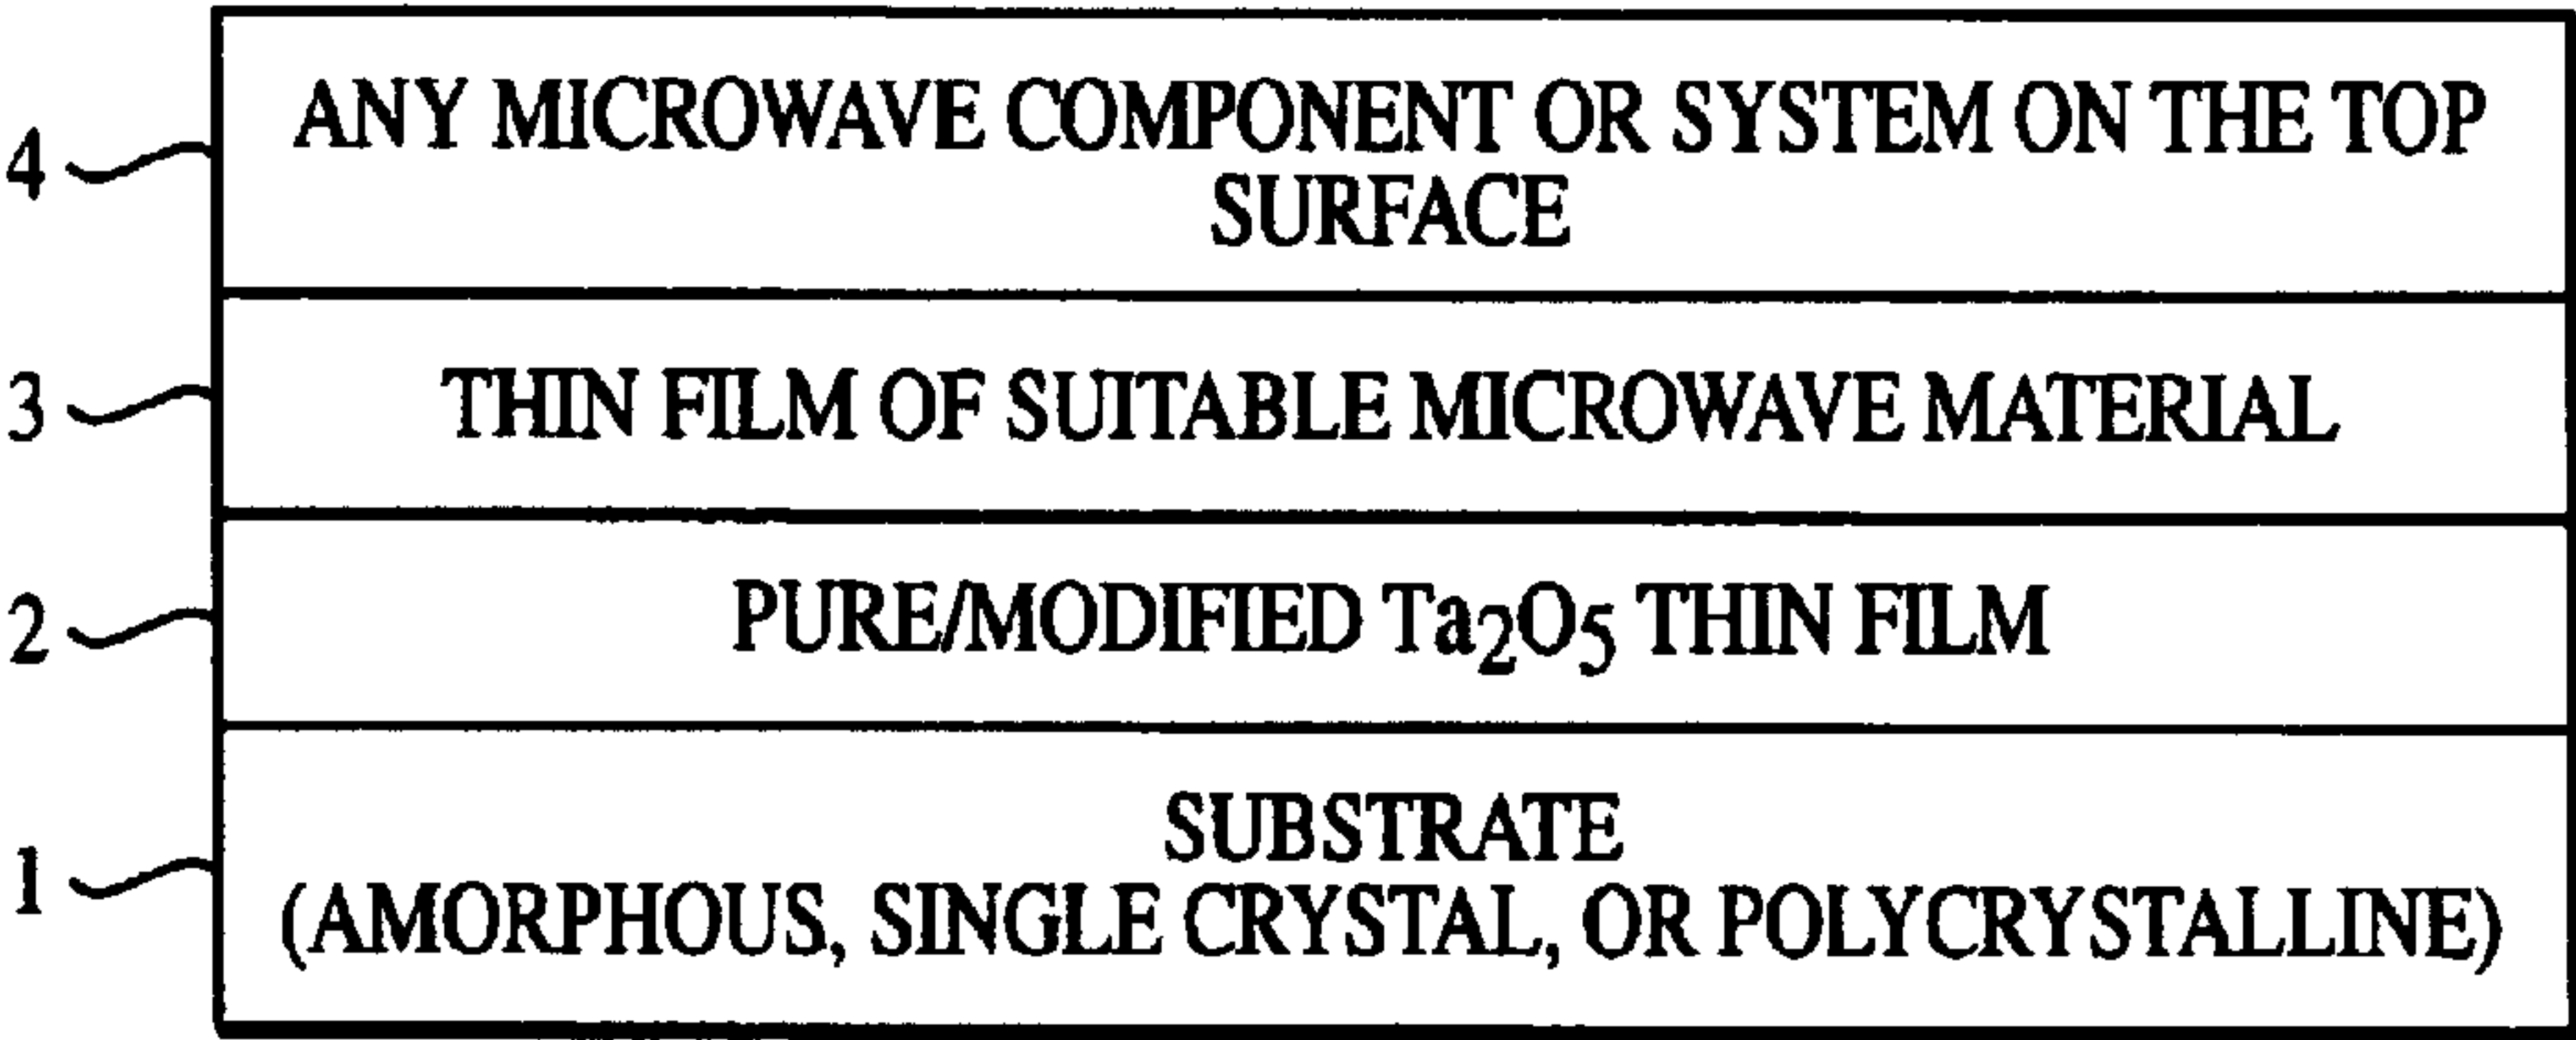 4 ANY MICROWAVE COMPONENT OR SYSTEM ON THE TOP
SURFACE
3 THIN FILM OF SUITABLE MICROWAVE MATERIAL
2 PURE/MODIFIED Ta₂O₅ THIN FILM
1 SUBSTRATE
(AMORPHOUS, SINGLE CRYSTAL, OR POLYCRYSTALLINE)